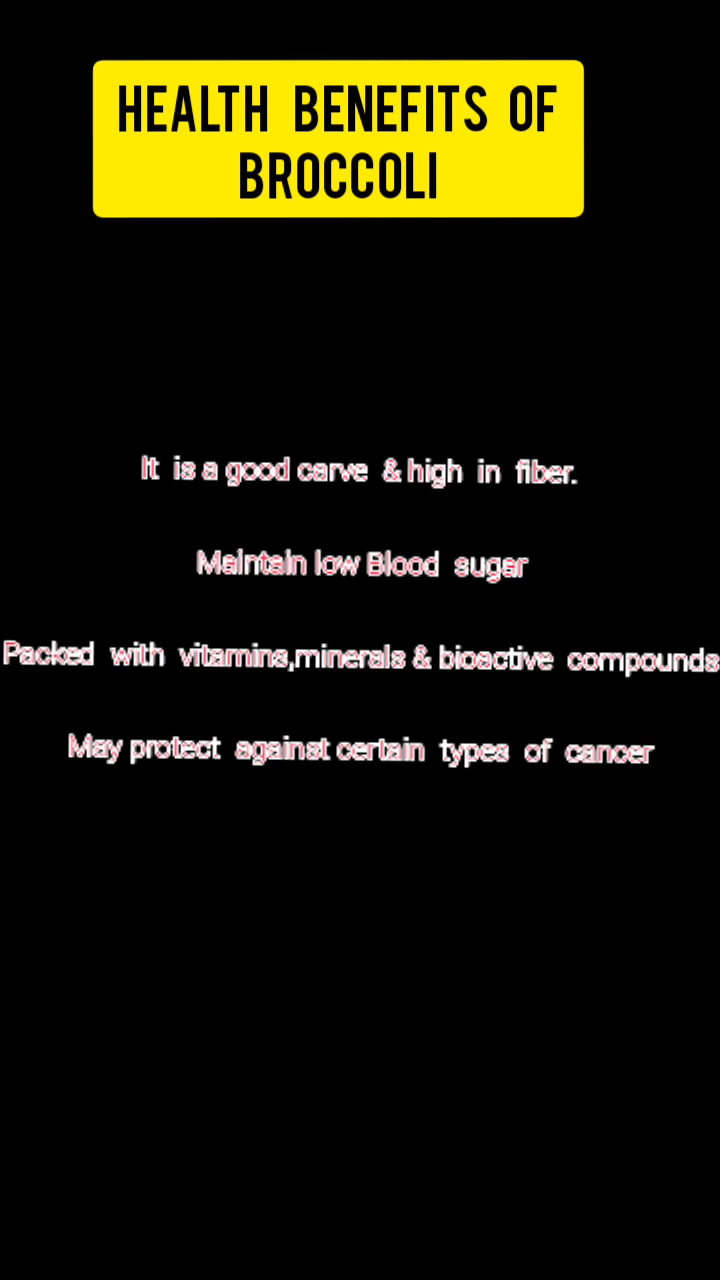 HEALTH BENEFITS OF
BROCCOLI
It is a good carve & high in fiber.
Maintain low Blood sugar
Packed with vitamins,minerals & bioactive compounds
May protect against certain types of cancer